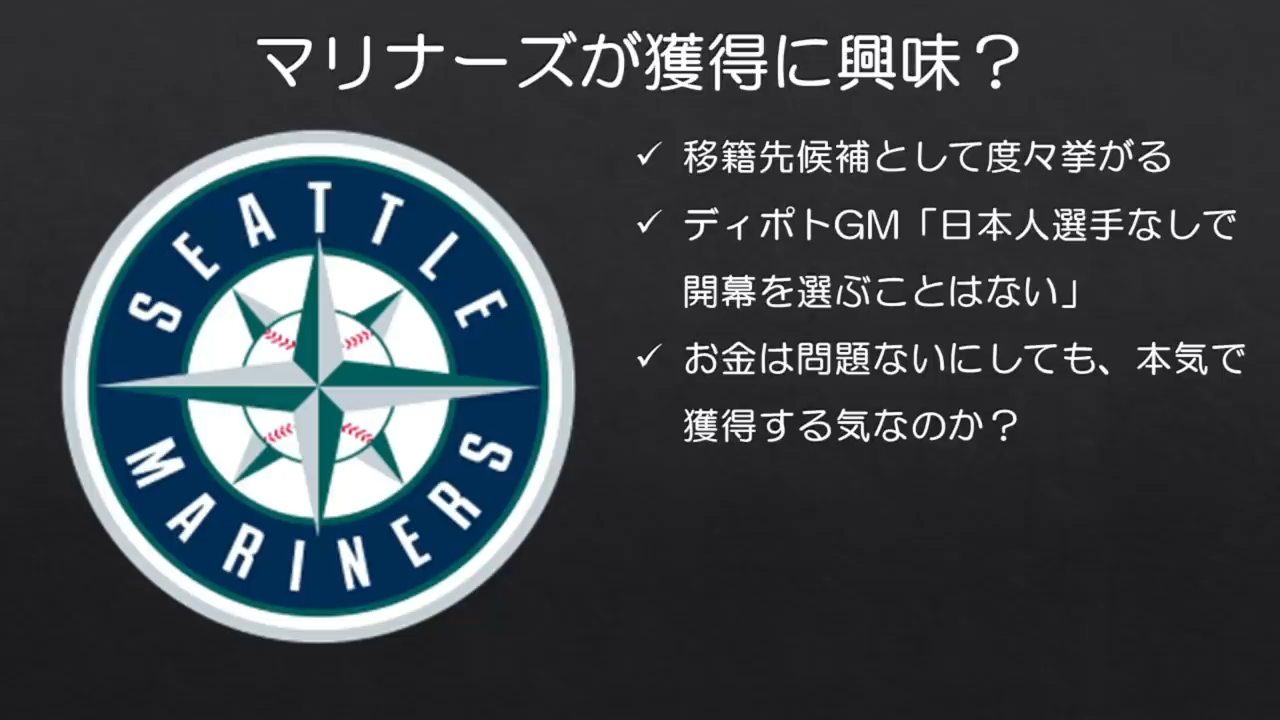 マリナーズが獲得に興味？
SEATTLE
MARINERS
✓ 移籍先候補として度々挙がる
✓ ディポトGM「日本人選手なしで
開幕を選ぶことはない」
✓ お金は問題ないにしても、本気で
獲得する気なのか？